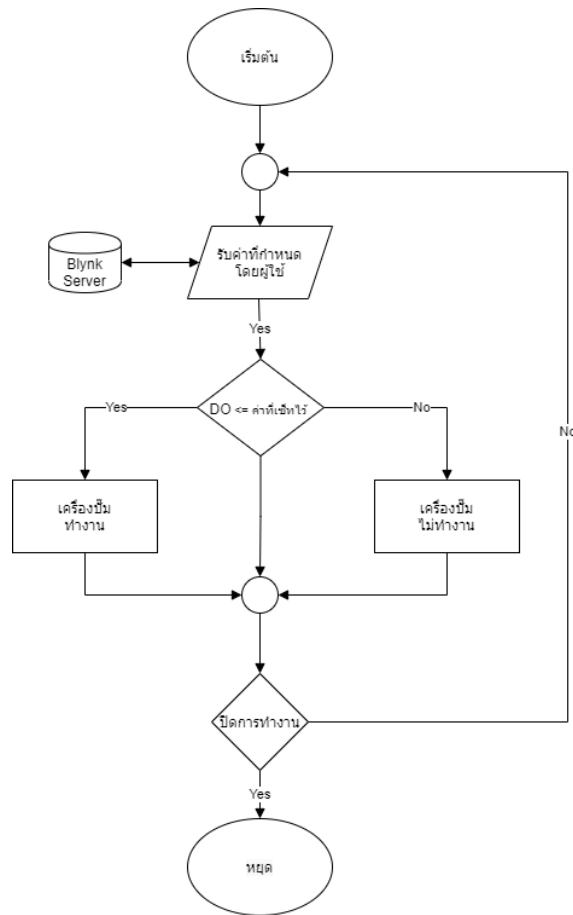 เริ่มต้น
รับค่าที่กำหนด
โดยผู้ใช้
Blynk
Server
Yes
DO <= ค่าที่เซ็ทไว้
Yes
No
No
เครื่องปั๊ม
ทำงาน
เครื่องปั๊ม
ไม่ทำงาน
ปิดการทำงาน
Yes
หยุด